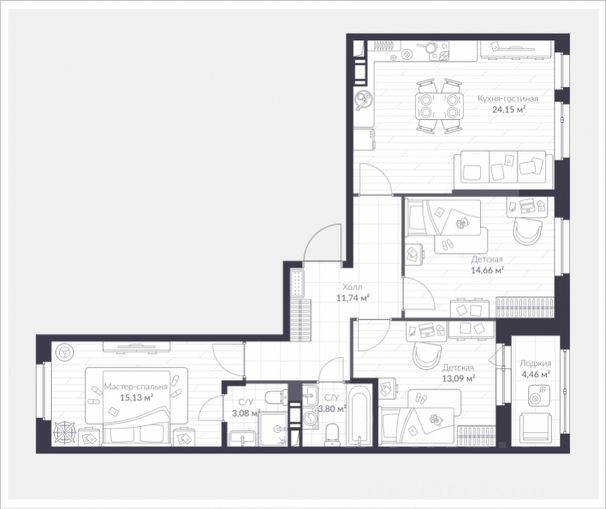 Кухня-гостиная
24,15 м²
Детская
14,66 м²
Холл
11,74 м²
Детская
13,09 м²
Лоджия
4,46 м²
Мастер-спальня
15,13 м²
С/У
3,08 м²
С/У
3,80 м²